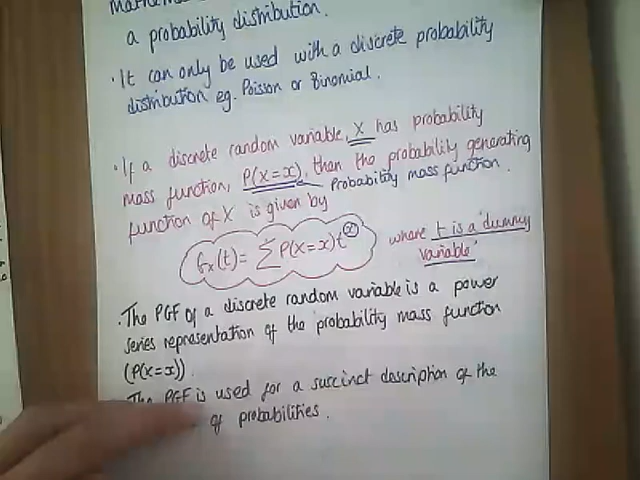 a probability distribution.
· It can only be used with a discrete probability
distribution eg. Poisson or Binomial.
· If a discrete random variable, X has probability
mass function, P(X=x), then the probability generating
Probability mass function.
function of X is given by
Gx(t) = Σ P(X=x) t^x where t is a 'dummy
variable'
· The PGF of a discrete random variable is a power
series representation of the probability mass function
(P(X=x)).
The PGF is used for a succinct description of the
of probabilities.